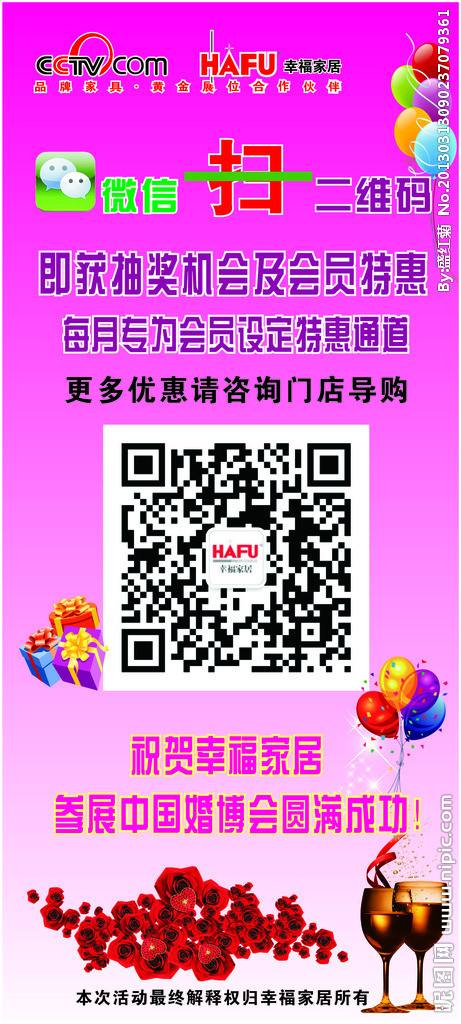 CCTV.COM HAFU 幸福家居
品牌家具·黄金展位合作伙伴
微信 扫 二维码
即获抽奖机会及会员特惠
每月专为会员设定特惠通道
更多优惠请咨询门店导购
HAFU
幸福家居
祝贺幸福家居
参展中国婚博会圆满成功!
本次活动最终解释权归幸福家居所有
By:盛红菊 No.20130313090237079361
昵图网 www.nipic.com